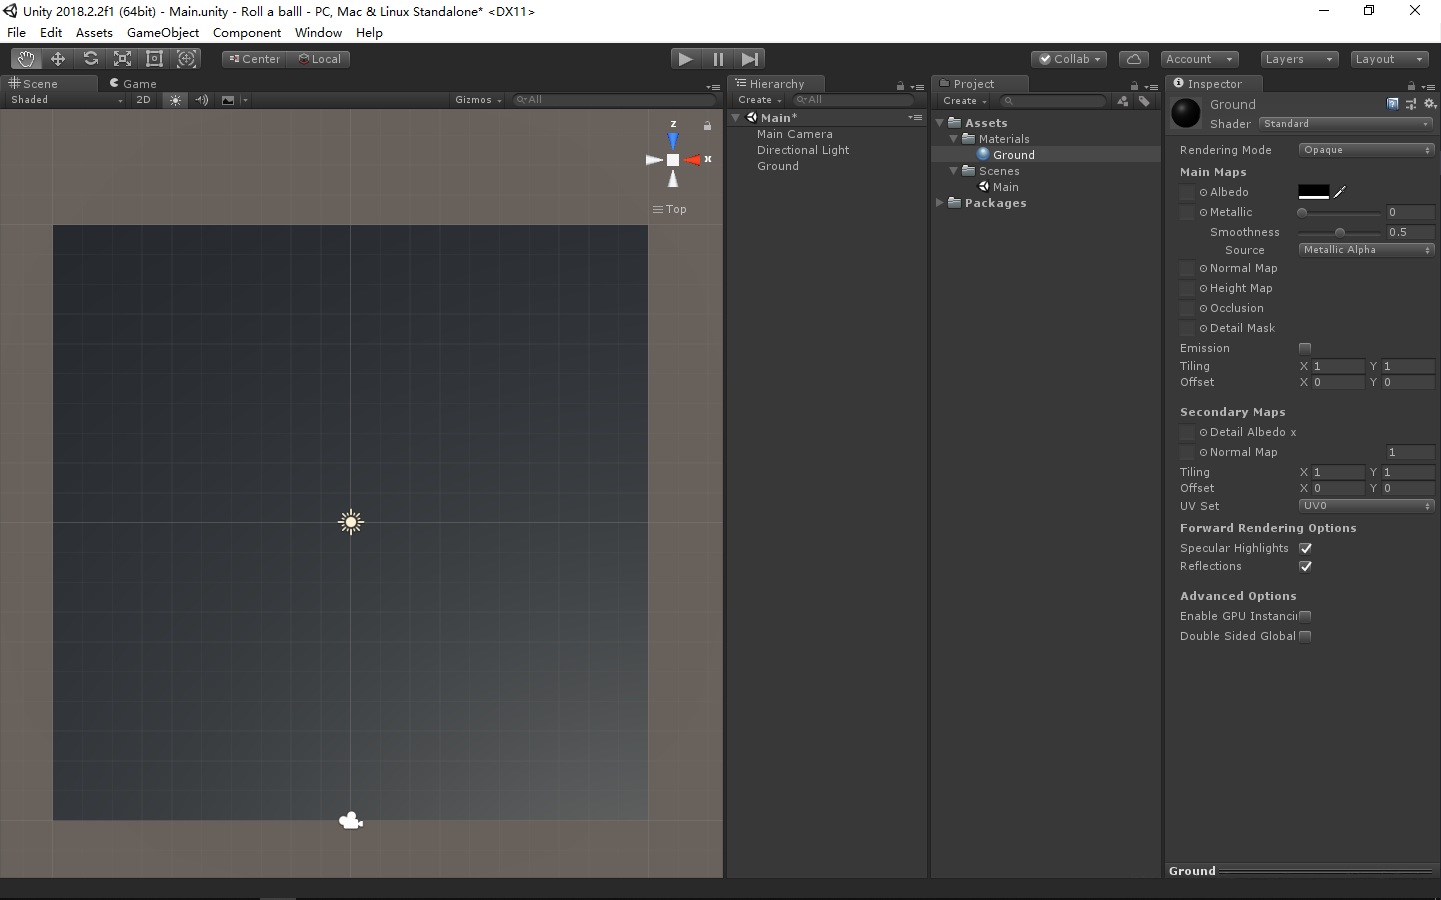 Unity 2018.2.2f1 (64bit) - Main.unity - Roll a balll - PC, Mac & Linux Standalone* <DX11>
File Edit Assets GameObject Component Window Help
Center Local Collab Account Layers Layout
Scene Game
Shaded 2D Gizmos All
z
x
Top
Hierarchy
Create All
Main*
Main Camera
Directional Light
Ground
Project
Create
Assets
Materials
Ground
Scenes
Main
Packages
Inspector
Ground
Shader Standard
Rendering Mode Opaque
Main Maps
Albedo
Metallic 0
Smoothness 0.5
Source Metallic Alpha
Normal Map
Height Map
Occlusion
Detail Mask
Emission
Tiling X 1 Y 1
Offset X 0 Y 0
Secondary Maps
Detail Albedo x
Normal Map 1
Tiling X 1 Y 1
Offset X 0 Y 0
UV Set UV0
Forward Rendering Options
Specular Highlights
Reflections
Advanced Options
Enable GPU Instancin
Double Sided Global
Ground